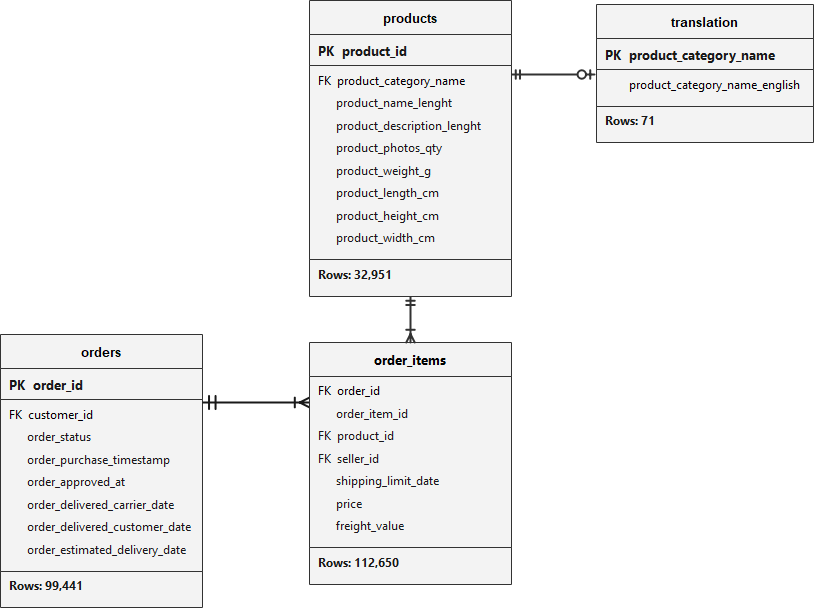 products
PK product_id
FK product_category_name
product_name_lenght
product_description_lenght
product_photos_qty
product_weight_g
product_length_cm
product_height_cm
product_width_cm
Rows: 32,951
translation
PK product_category_name
product_category_name_english
Rows: 71
orders
PK order_id
FK customer_id
order_status
order_purchase_timestamp
order_approved_at
order_delivered_carrier_date
order_delivered_customer_date
order_estimated_delivery_date
Rows: 99,441
order_items
FK order_id
order_item_id
FK product_id
FK seller_id
shipping_limit_date
price
freight_value
Rows: 112,650